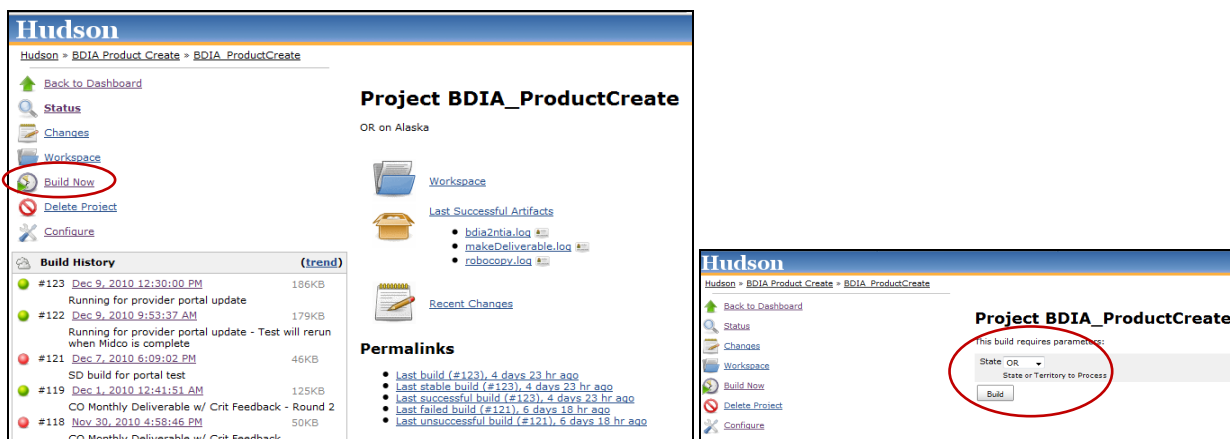 Hudson
Hudson » BDIA Product Create » BDIA_ProductCreate
Back to Dashboard
Status
Changes
Workspace
Build Now
Delete Project
Configure
Build History (trend)
#123 Dec 9, 2010 12:30:00 PM 186KB
Running for provider portal update
#122 Dec 9, 2010 9:53:37 AM 179KB
Running for provider portal update - Test will rerun
when Midco is complete
#121 Dec 7, 2010 6:09:02 PM 46KB
SD build for portal test
#119 Dec 1, 2010 12:41:51 AM 125KB
CO Monthly Deliverable w/ Crit Feedback - Round 2
#118 Nov 30, 2010 4:58:46 PM 50KB
CO Monthly Deliverable w/ Crit Feedback
Project BDIA_ProductCreate
OR on Alaska
Workspace
Last Successful Artifacts
bdia2ntia.log
makeDeliverable.log
robocopy.log
Recent Changes
Permalinks
Last build (#123), 4 days 23 hr ago
Last stable build (#123), 4 days 23 hr ago
Last successful build (#123), 4 days 23 hr ago
Last failed build (#121), 6 days 18 hr ago
Last unsuccessful build (#121), 6 days 18 hr ago
Hudson
Hudson » BDIA Product Create » BDIA_ProductCreate
Back to Dashboard
Status
Changes
Workspace
Build Now
Delete Project
Configure
Project BDIA_ProductCreate
This build requires parameters:
State OR
State or Territory to Process
Build